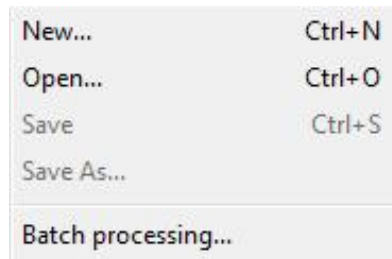 New... Ctrl+N
Open... Ctrl+O
Save Ctrl+S
Save As...
Batch processing...